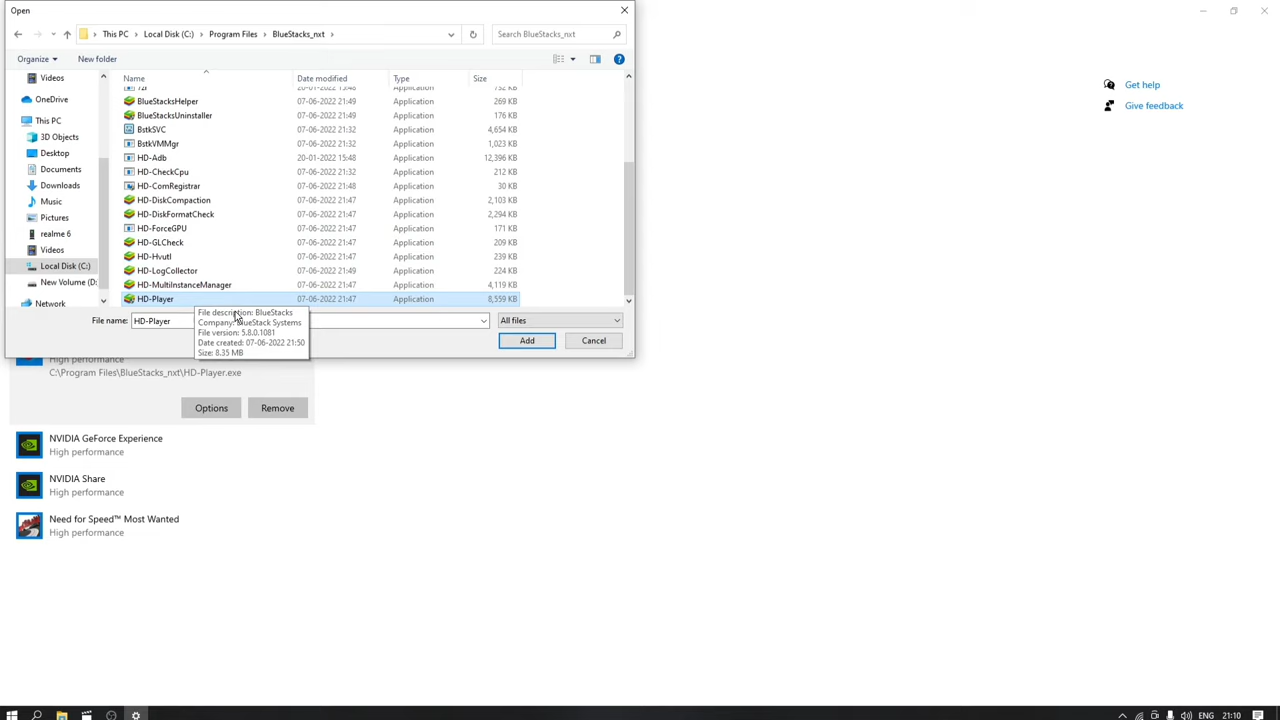 Open
This PC > Local Disk (C:) > Program Files > BlueStacks_nxt >
Search BlueStacks_nxt
Organize
New folder
Name Date modified Type Size
Videos
OneDrive
This PC
3D Objects
Desktop
Documents
Downloads
Music
Pictures
realme 6
Videos
Local Disk (C:)
New Volume (D:
Network
7zr 20-01-2022 15:48 Application 732 KB
BlueStacksHelper 07-06-2022 21:49 Application 269 KB
BlueStacksUninstaller 07-06-2022 21:49 Application 176 KB
BstkSVC 07-06-2022 21:32 Application 4,654 KB
BstkVMMgr 07-06-2022 21:32 Application 1,023 KB
HD-Adb 20-01-2022 15:48 Application 12,396 KB
HD-CheckCpu 07-06-2022 21:32 Application 212 KB
HD-ComRegistrar 07-06-2022 21:48 Application 30 KB
HD-DiskCompaction 07-06-2022 21:47 Application 2,103 KB
HD-DiskFormatCheck 07-06-2022 21:47 Application 2,294 KB
HD-ForceGPU 07-06-2022 21:47 Application 171 KB
HD-GLCheck 07-06-2022 21:47 Application 209 KB
HD-Hvutl 07-06-2022 21:47 Application 239 KB
HD-LogCollector 07-06-2022 21:49 Application 224 KB
HD-MultiInstanceManager 07-06-2022 21:47 Application 4,119 KB
HD-Player 07-06-2022 21:47 Application 8,559 KB
File description: BlueStacks
Company: BlueStack Systems
File version: 5.8.0.1081
Date created: 07-06-2022 21:50
Size: 8.35 MB
File name: HD-Player
All files
Add
Cancel
High performance
C:\Program Files\BlueStacks_nxt\HD-Player.exe
Options
Remove
NVIDIA GeForce Experience
High performance
NVIDIA Share
High performance
Need for Speed™ Most Wanted
High performance
Get help
Give feedback
ENG 21:10